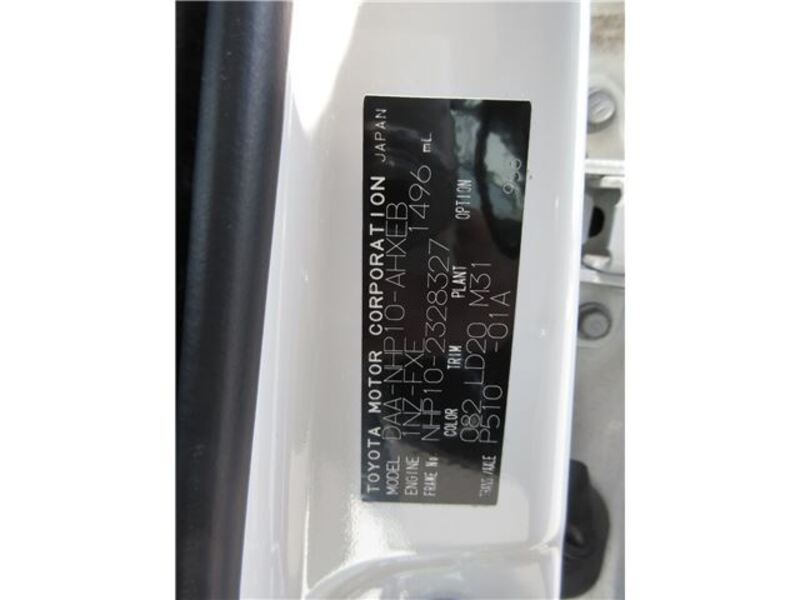 TOYOTA MOTOR CORPORATION JAPAN
MODEL DAA-NHP10-AHXEB
ENGINE 1NZ-FXE 1496 mL
FRAME No. NHP10-2328327
COLOR TRIM PLANT OPTION
082 LD20 M31
TRANS/AXLE P510 -01A